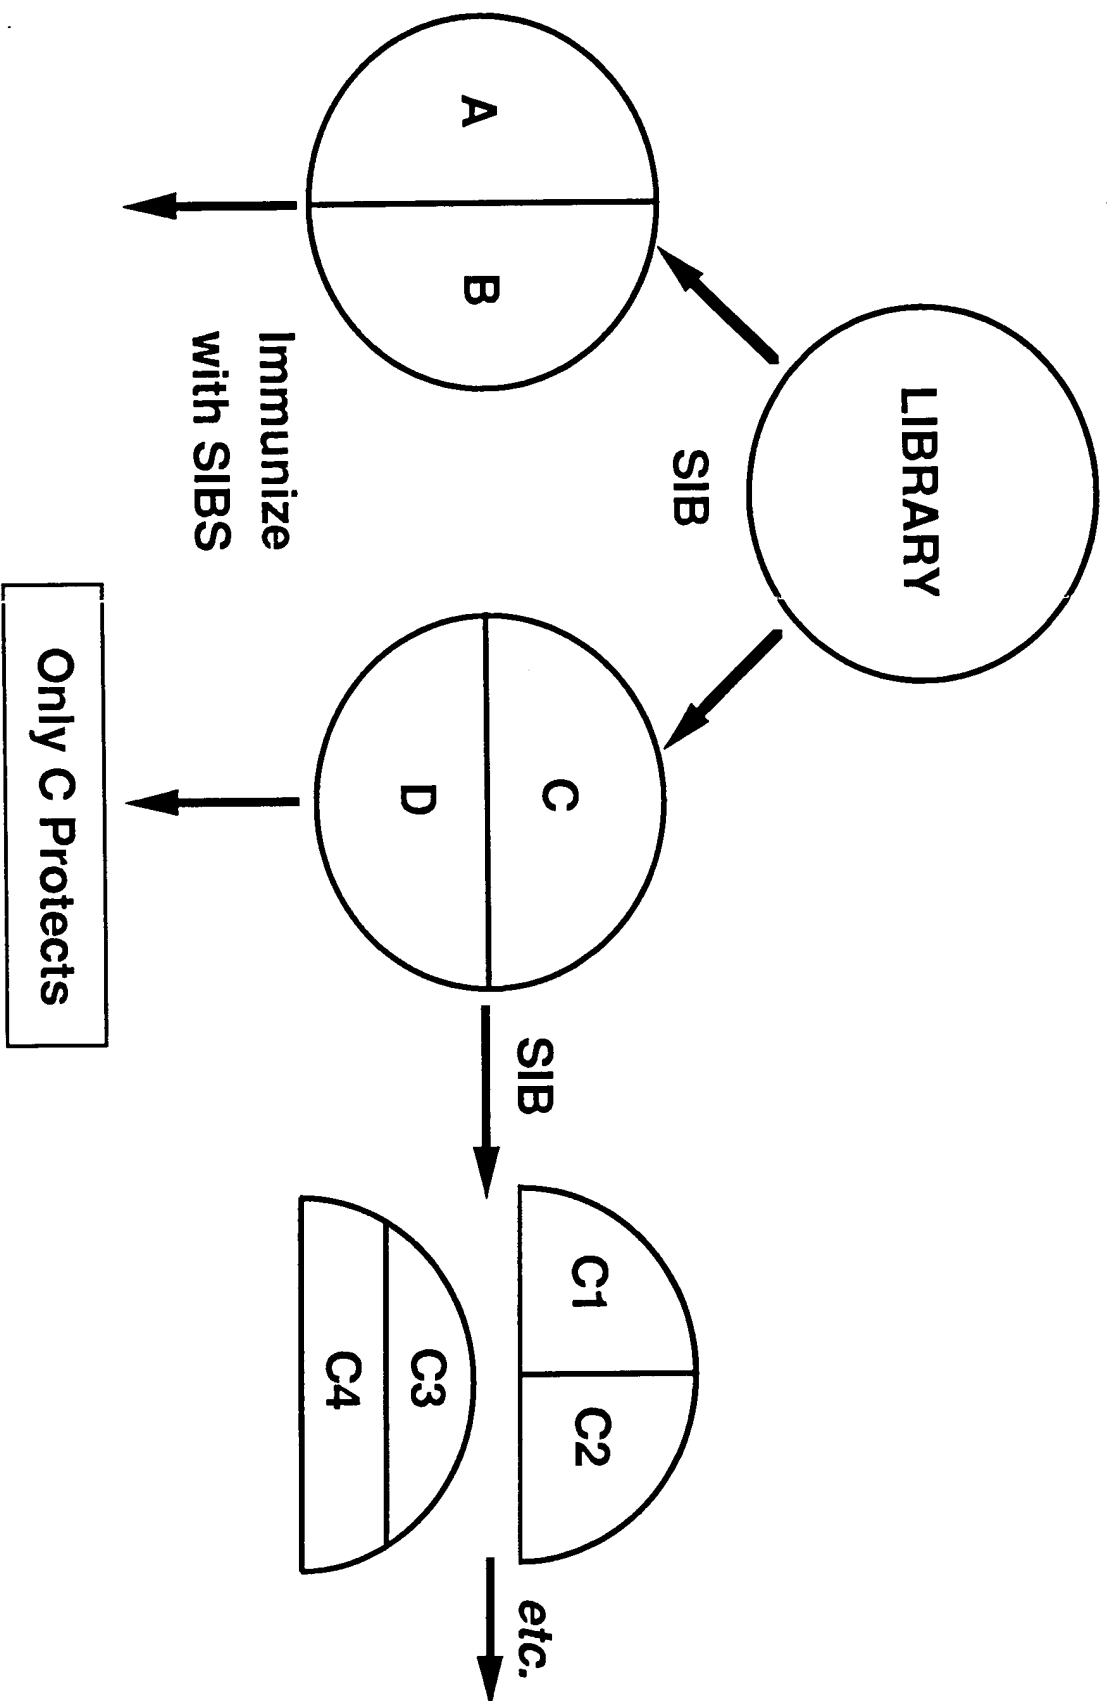 LIBRARY
SIB
A
B
C
D
SIB
C1
C2
C3
C4
etc.
Immunize
with SIBS
Only C Protects